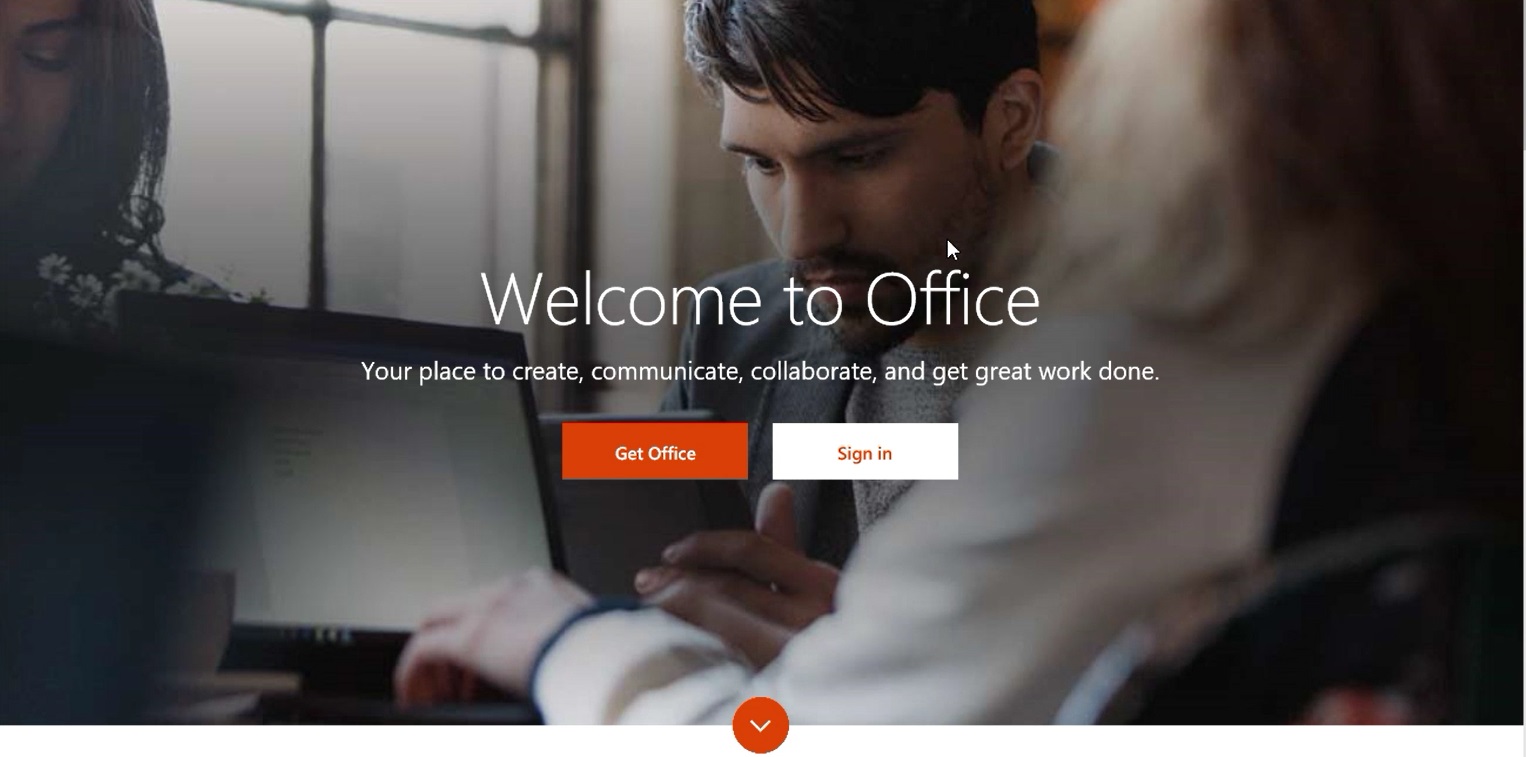 Welcome to Office
Your place to create, communicate, collaborate, and get great work done.
Get Office
Sign in